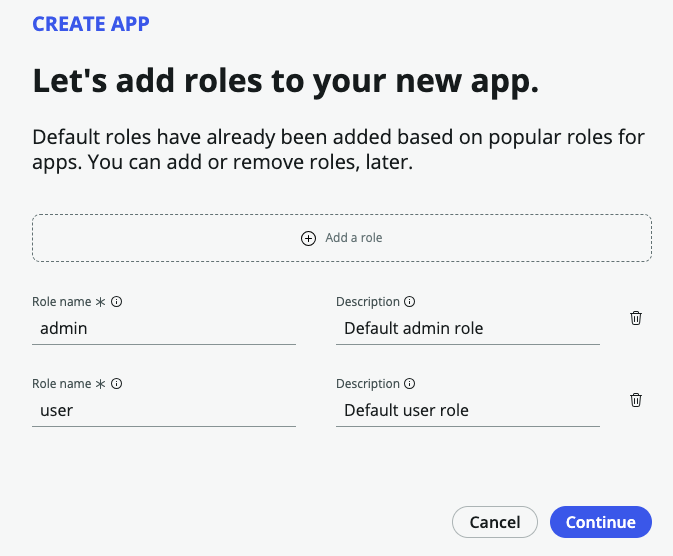 CREATE APP
Let's add roles to your new app.
Default roles have already been added based on popular roles for
apps. You can add or remove roles, later.
Add a role
Role name * Description
admin Default admin role
Role name * Description
user Default user role
Cancel Continue